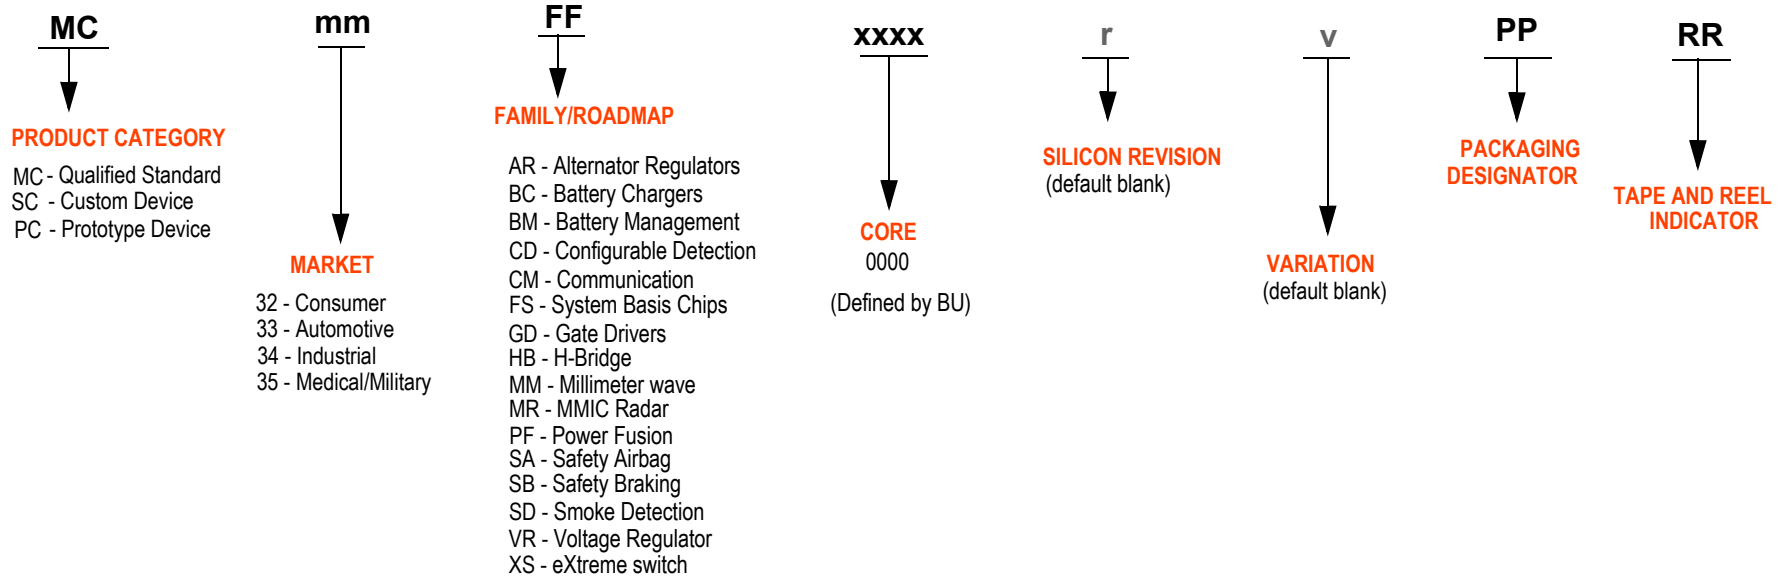 MC mm FF xxxx r v PP RR
PRODUCT CATEGORY
MC - Qualified Standard
SC - Custom Device
PC - Prototype Device
MARKET
32 - Consumer
33 - Automotive
34 - Industrial
35 - Medical/Military
FAMILY/ROADMAP
AR - Alternator Regulators
BC - Battery Chargers
BM - Battery Management
CD - Configurable Detection
CM - Communication
FS - System Basis Chips
GD - Gate Drivers
HB - H-Bridge
MM - Millimeter wave
MR - MMIC Radar
PF - Power Fusion
SA - Safety Airbag
SB - Safety Braking
SD - Smoke Detection
VR - Voltage Regulator
XS - eXtreme switch
CORE
0000
(Defined by BU)
SILICON REVISION
(default blank)
VARIATION
(default blank)
PACKAGING
DESIGNATOR
TAPE AND REEL
INDICATOR